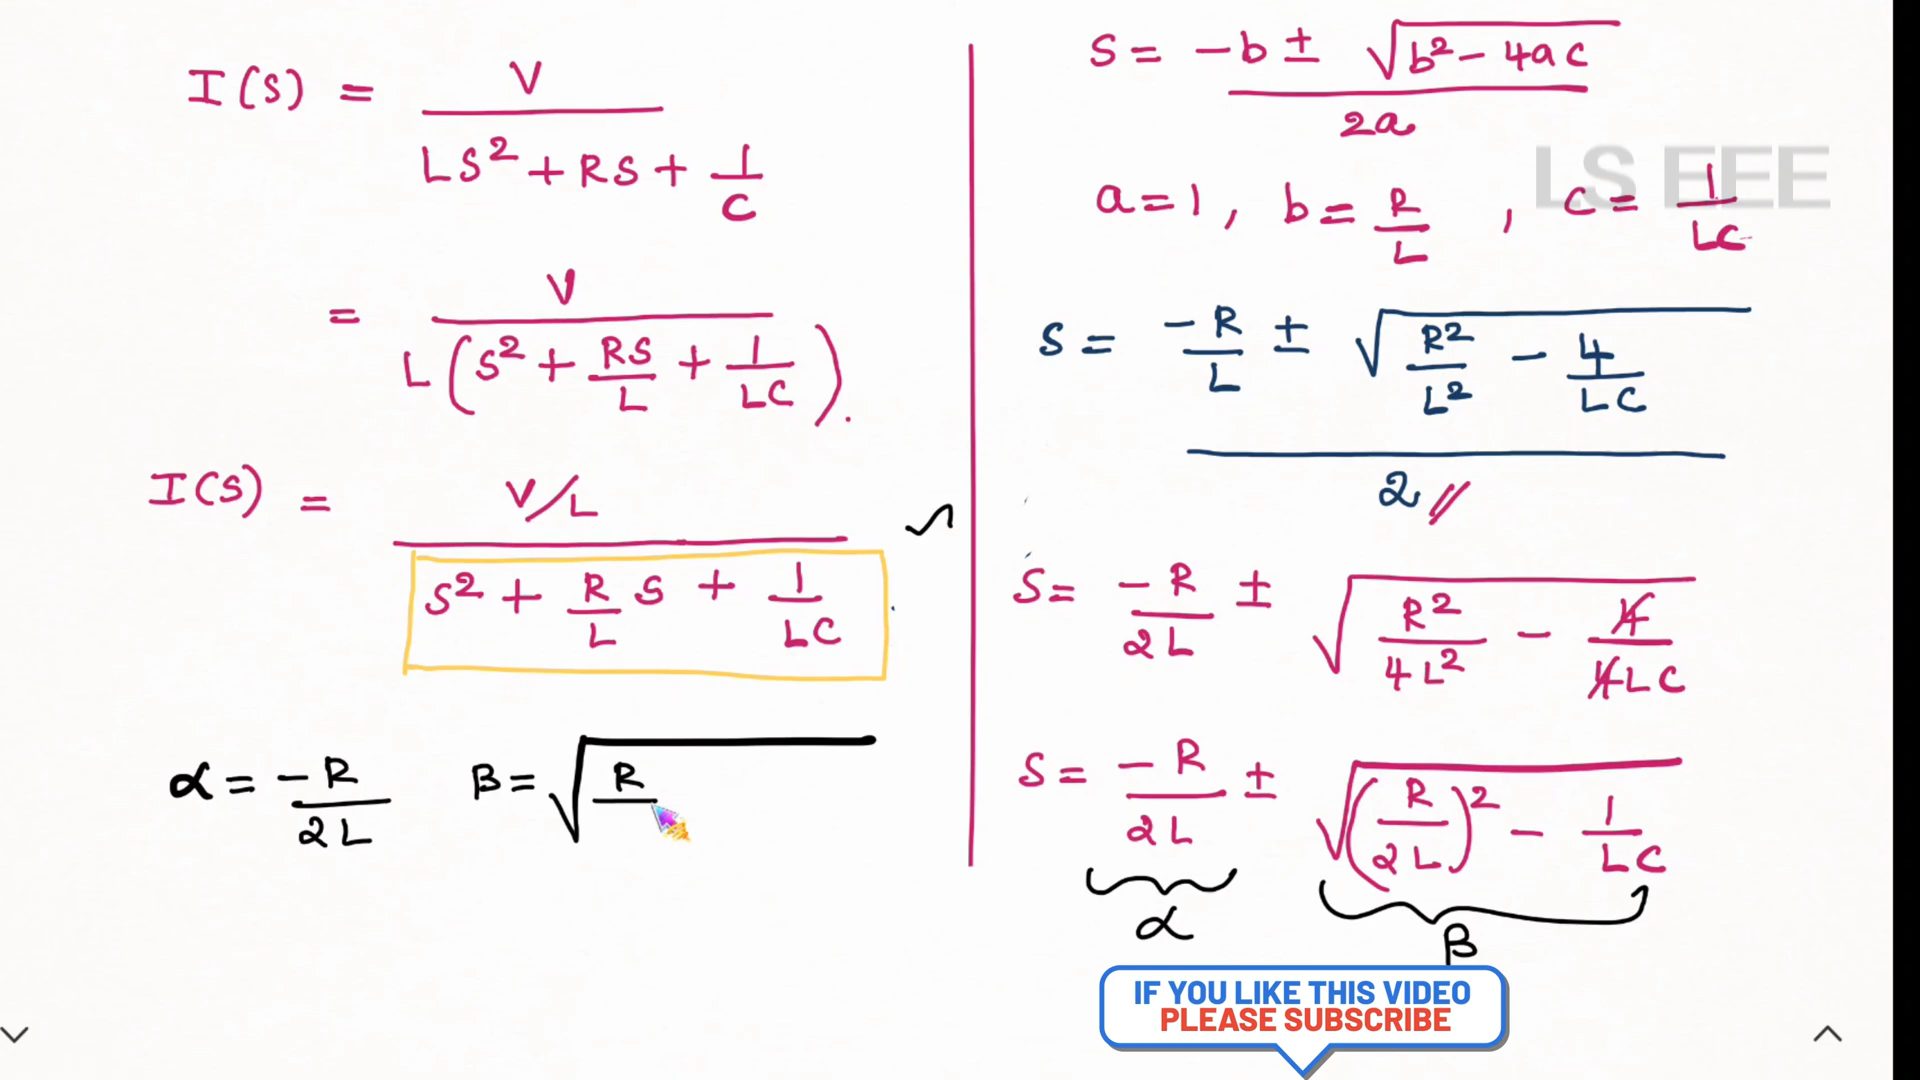 I(S) = V / (LS² + RS + 1/C)
= V / L(S² + RS/L + 1/LC).
I(S) = V/L / (S² + R/L S + 1/LC)
α = -R/2L   β = √(R
S = (-b ± √(b² - 4ac)) / 2a
LS EEE
a = 1, b = R/L , c = 1/LC
S = (-R/L ± √(R²/L² - 4/LC)) / 2 //
S = -R/2L ± √(R²/4L² - 4/4LC)
S = -R/2L ± √((R/2L)² - 1/LC)
α   β
IF YOU LIKE THIS VIDEO
PLEASE SUBSCRIBE